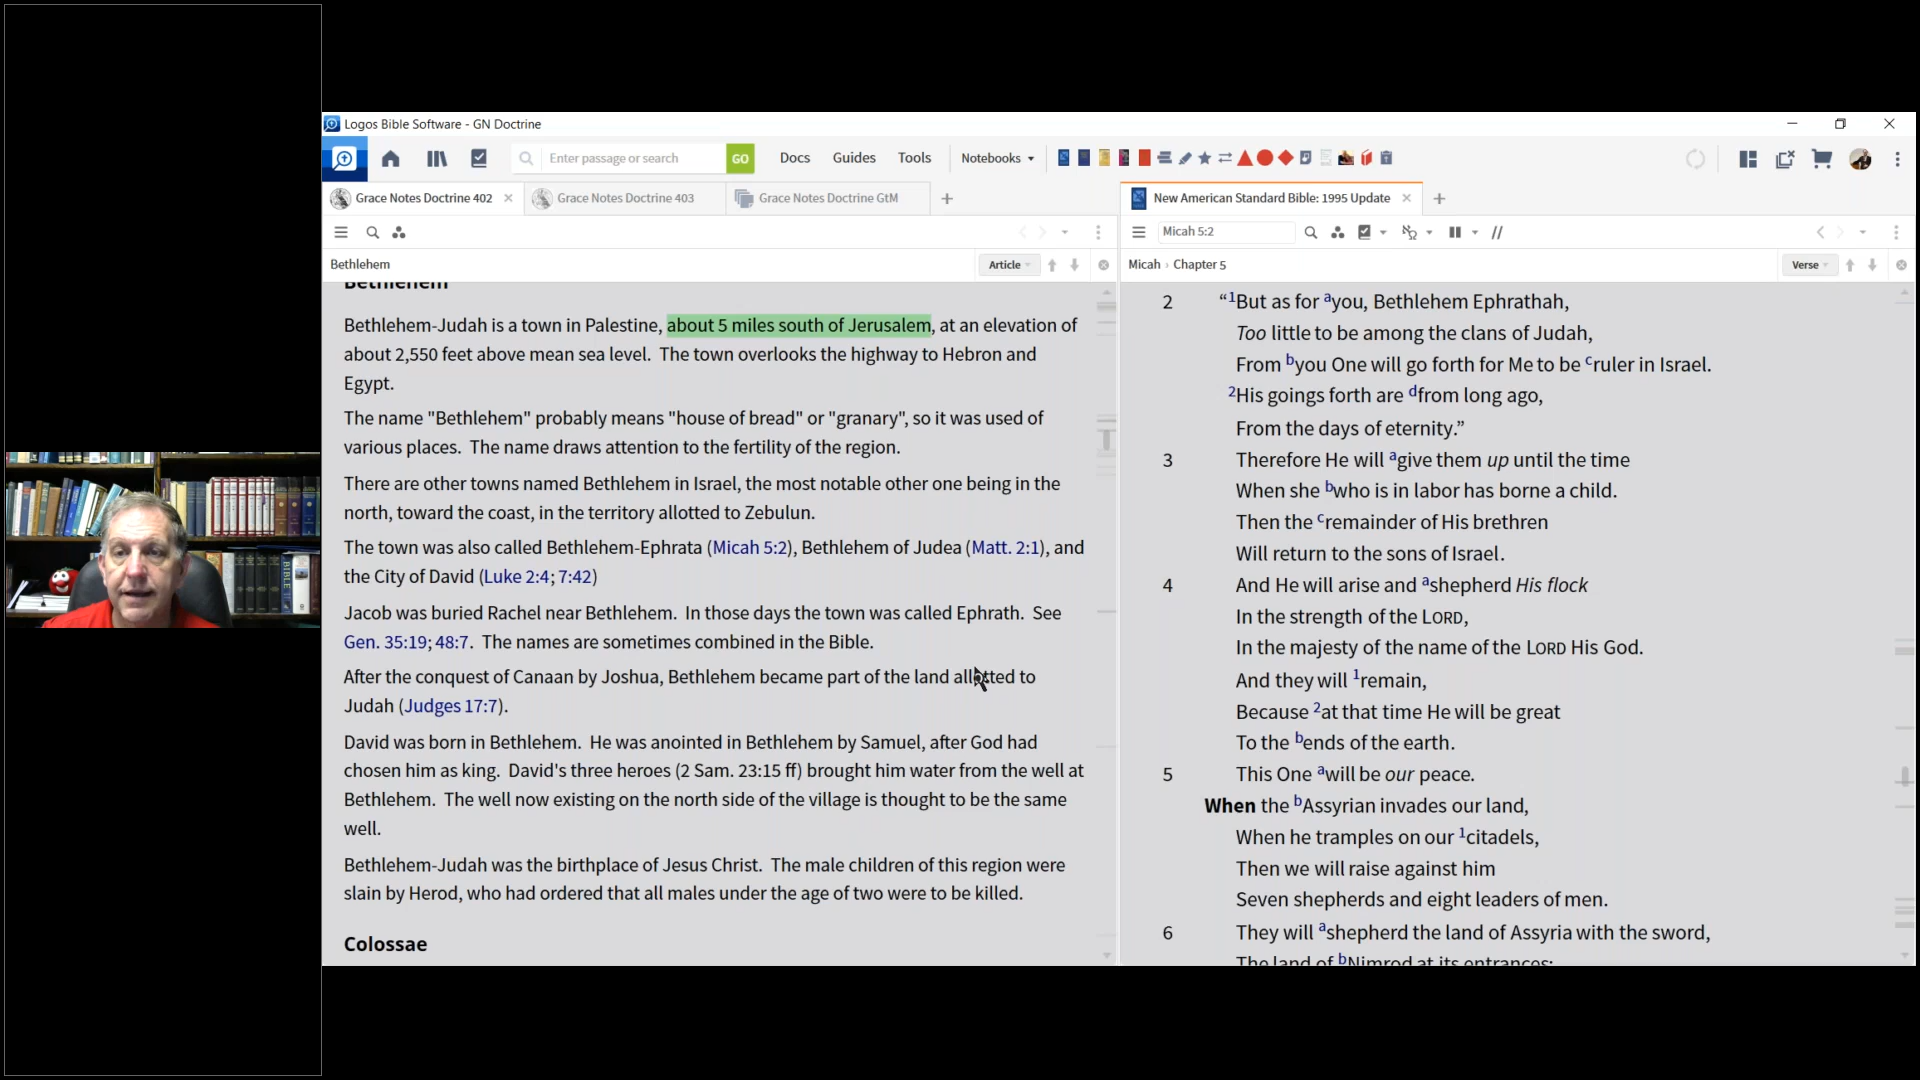 Logos Bible Software - GN Doctrine
Enter passage or search
GO
Docs
Guides
Tools
Notebooks
Grace Notes Doctrine 402
Grace Notes Doctrine 403
Grace Notes Doctrine GtM
Bethlehem
Article
Bethlehem
Bethlehem-Judah is a town in Palestine, about 5 miles south of Jerusalem, at an elevation of
about 2,550 feet above mean sea level. The town overlooks the highway to Hebron and
Egypt.
The name "Bethlehem" probably means "house of bread" or "granary", so it was used of
various places. The name draws attention to the fertility of the region.
There are other towns named Bethlehem in Israel, the most notable other one being in the
north, toward the coast, in the territory allotted to Zebulun.
The town was also called Bethlehem-Ephrata (Micah 5:2), Bethlehem of Judea (Matt. 2:1), and
the City of David (Luke 2:4; 7:42)
Jacob was buried Rachel near Bethlehem. In those days the town was called Ephrath. See
Gen. 35:19; 48:7. The names are sometimes combined in the Bible.
After the conquest of Canaan by Joshua, Bethlehem became part of the land allotted to
Judah (Judges 17:7).
David was born in Bethlehem. He was anointed in Bethlehem by Samuel, after God had
chosen him as king. David's three heroes (2 Sam. 23:15 ff) brought him water from the well at
Bethlehem. The well now existing on the north side of the village is thought to be the same
well.
Bethlehem-Judah was the birthplace of Jesus Christ. The male children of this region were
slain by Herod, who had ordered that all males under the age of two were to be killed.
Colossae
New American Standard Bible: 1995 Update
Micah 5:2
Micah › Chapter 5
Verse
2 “1But as for ayou, Bethlehem Ephrathah,
Too little to be among the clans of Judah,
From byou One will go forth for Me to be cruler in Israel.
2His goings forth are dfrom long ago,
From the days of eternity.”
3 Therefore He will agive them up until the time
When she bwho is in labor has borne a child.
Then the cremainder of His brethren
Will return to the sons of Israel.
4 And He will arise and ashepherd His flock
In the strength of the LORD,
In the majesty of the name of the LORD His God.
And they will 1remain,
Because 2at that time He will be great
To the bends of the earth.
5 This One awill be our peace.
When the bAssyrian invades our land,
When he tramples on our 1citadels,
Then we will raise against him
Seven shepherds and eight leaders of men.
6 They will ashepherd the land of Assyria with the sword,
The land of bNimrod at its entrances;
BIBLE